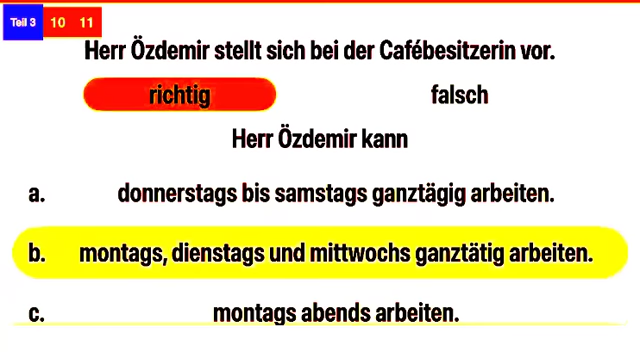 Teil 3 10 11
Herr Özdemir stellt sich bei der Cafébesitzerin vor.
richtig falsch
Herr Özdemir kann
a. donnerstags bis samstags ganztägig arbeiten.
b. montags, dienstags und mittwochs ganztätig arbeiten.
c. montags abends arbeiten.